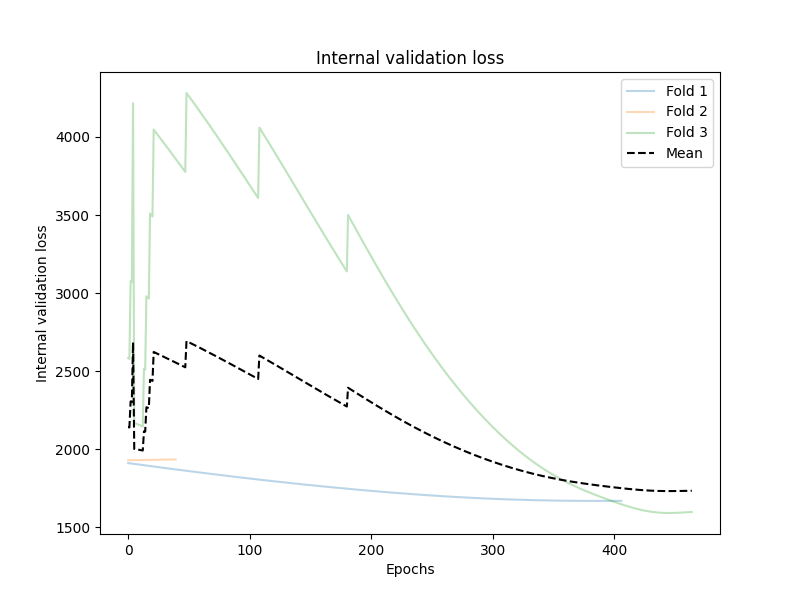 Internal validation loss
Fold 1
Fold 2
Fold 3
Mean
4000
3500
3000
2500
2000
1500
Internal validation loss
0 100 200 300 400
Epochs